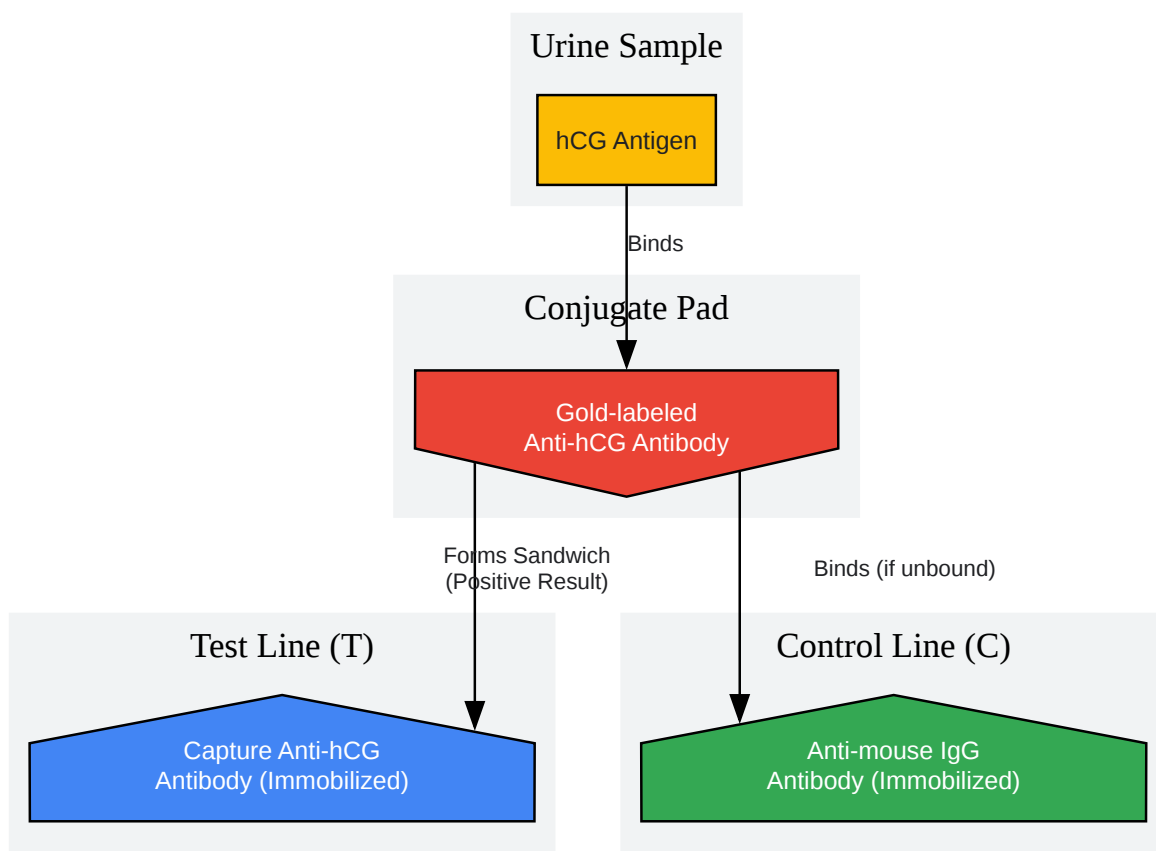 Urine Sample
hCG Antigen
Binds
Conjugate Pad
Gold-labeled
Anti-hCG Antibody
Forms Sandwich
(Positive Result)
Binds (if unbound)
Test Line (T)
Capture Anti-hCG
Antibody (Immobilized)
Control Line (C)
Anti-mouse IgG
Antibody (Immobilized)